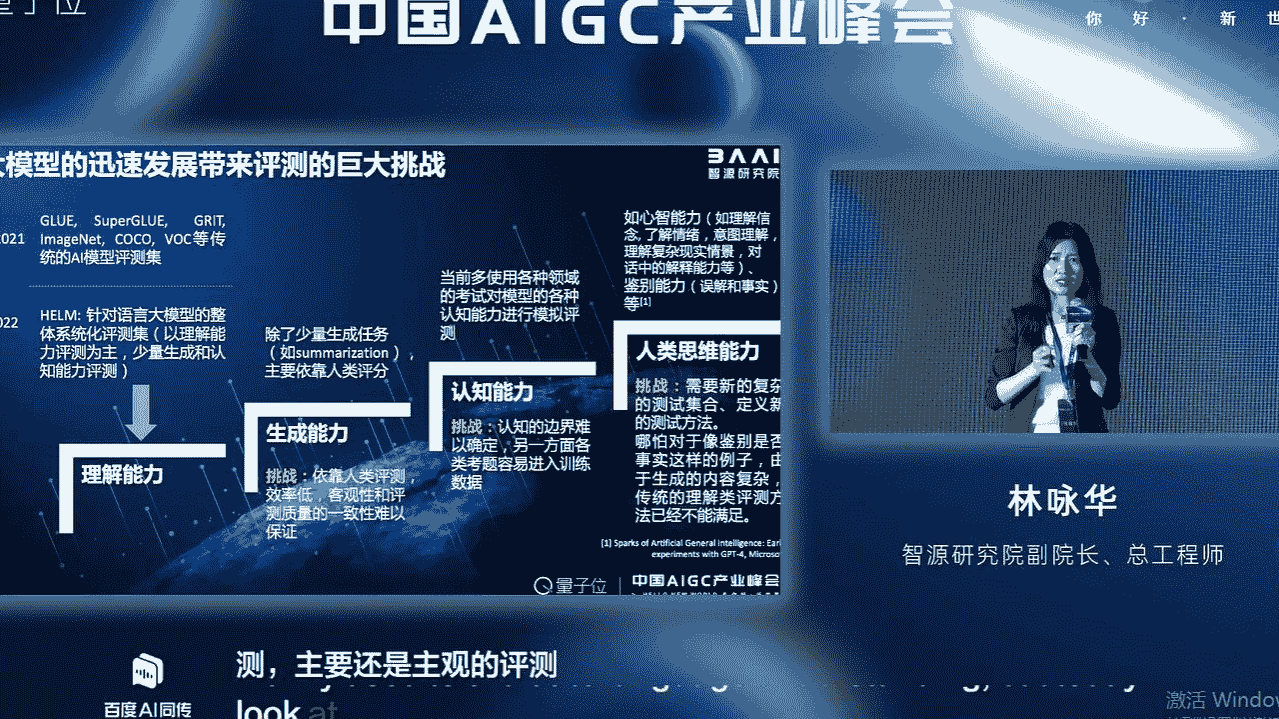 量子位
中国AIGC产业峰会
你 好 · 新 世
大模型的迅速发展带来评测的巨大挑战
BAAI
智源研究院
2021
GLUE, SuperGLUE, GRIT,
ImageNet, COCO, VOC等传
统的AI模型评测集
2022
HELM: 针对语言大模型的整
体系统化评测集（以理解能
力评测为主，少量生成和认
知能力评测）
理解能力
除了少量生成任务
（如summarization），
主要依靠人类评分
生成能力
挑战：依靠人类评测，
效率低，客观性和评
测质量的一致性难以
保证
当前多使用各种领域
的考试对模型的各种
认知能力进行模拟评
测
认知能力
挑战：认知的边界难
以确定，另一方面各
类考题容易进入训练
数据
如心智能力（如理解信
念, 了解情绪，意图理解，
理解复杂现实情景，对
话中的解释能力等）、
鉴别能力（误解和事实）
等[1]
人类思维能力
挑战：需要新的复杂
的测试集合、定义新
的测试方法。
哪怕对于像鉴别是否
事实这样的例子，由
于生成的内容复杂，
传统的理解类评测方
法已经不能满足。
[1] Sparks of Artificial General Intelligence: Earl
experiments with GPT-4, Microso
量子位 | 中国AIGC产业峰会
林咏华
智源研究院副院长、总工程师
百度AI同传
测，主要还是主观的评测
look at
激活 Window